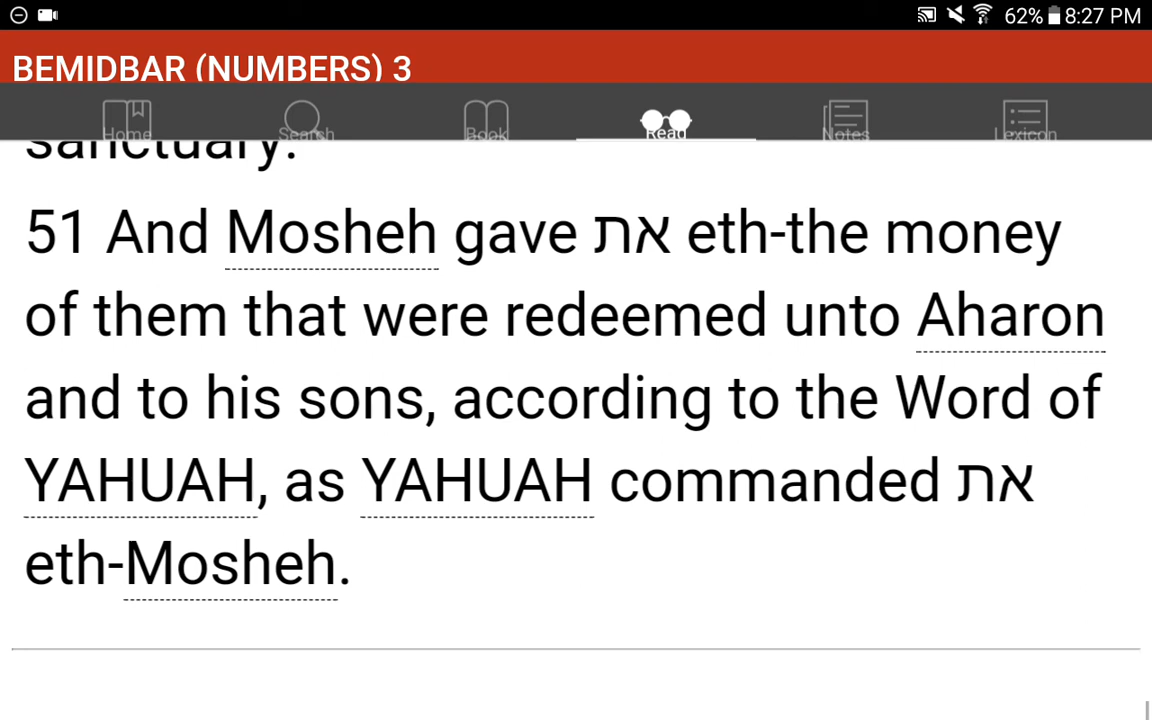 62% 8:27 PM
BEMIDBAR (NUMBERS) 3
Home Search Book Read Notes Lexicon
sanctuary.
51 And Mosheh gave את eth-the money
of them that were redeemed unto Aharon
and to his sons, according to the Word of
YAHUAH, as YAHUAH commanded את
eth-Mosheh.